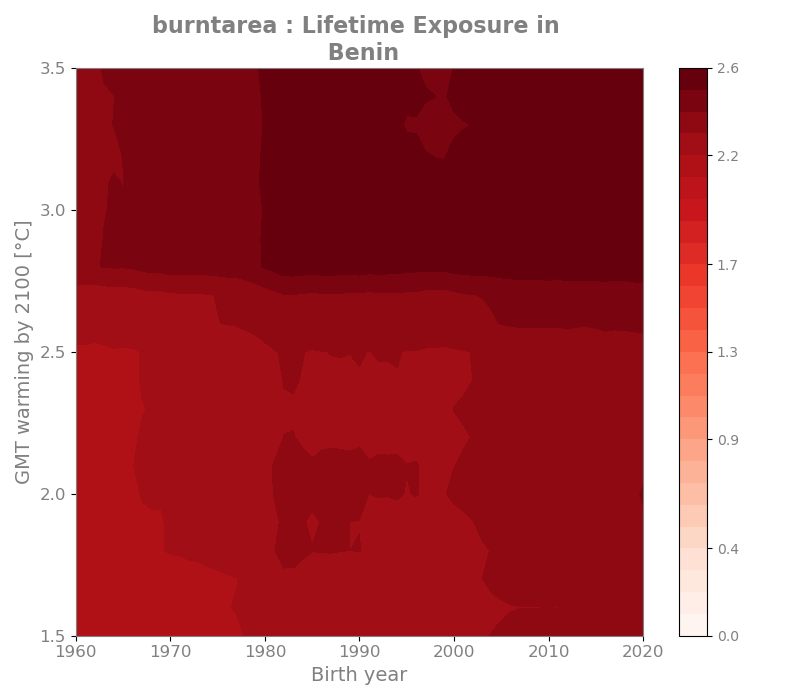 burntarea : Lifetime Exposure in
Benin
3.5
3.0
2.5
2.0
1.5
GMT warming by 2100 [°C]
1960 1970 1980 1990 2000 2010 2020
Birth year
2.6
2.2
1.7
1.3
0.9
0.4
0.0